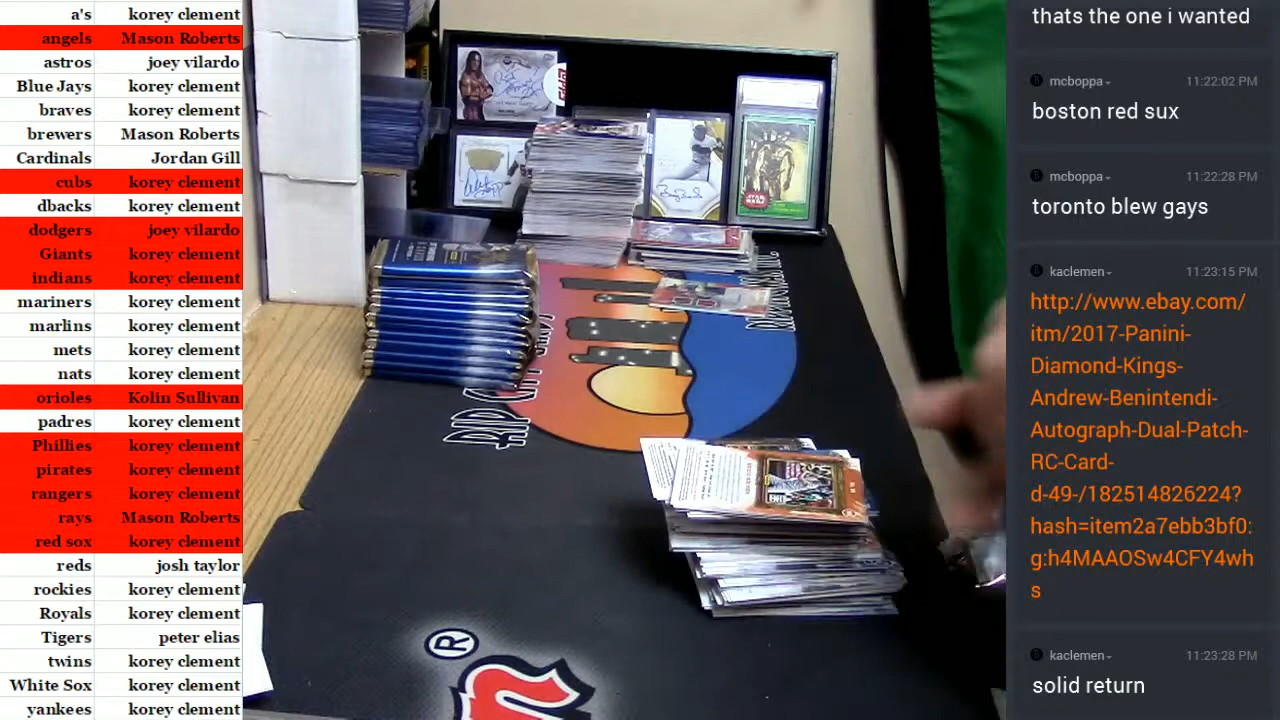 a's korey clement
angels Mason Roberts
astros joey vilardo
Blue Jays korey clement
braves korey clement
brewers Mason Roberts
Cardinals Jordan Gill
cubs korey clement
dbacks korey clement
dodgers joey vilardo
Giants korey clement
indians korey clement
mariners korey clement
marlins korey clement
mets korey clement
nats korey clement
orioles Kolin Sullivan
padres korey clement
Phillies korey clement
pirates korey clement
rangers korey clement
rays Mason Roberts
red sox korey clement
reds josh taylor
rockies korey clement
Royals korey clement
Tigers peter elias
twins korey clement
White Sox korey clement
yankees korey clement
STAR WARS
RIP CITY
®
thats the one i wanted
mcboppa 11:22:02 PM
boston red sux
mcboppa 11:22:28 PM
toronto blew gays
kaclemen 11:23:15 PM
http://www.ebay.com/
itm/2017-Panini-
Diamond-Kings-
Andrew-Benintendi-
Autograph-Dual-Patch-
RC-Card-
d-49-/182514826224?
hash=item2a7ebb3bf0:
g:h4MAAOSw4CFY4wh
s
kaclemen 11:23:28 PM
solid return